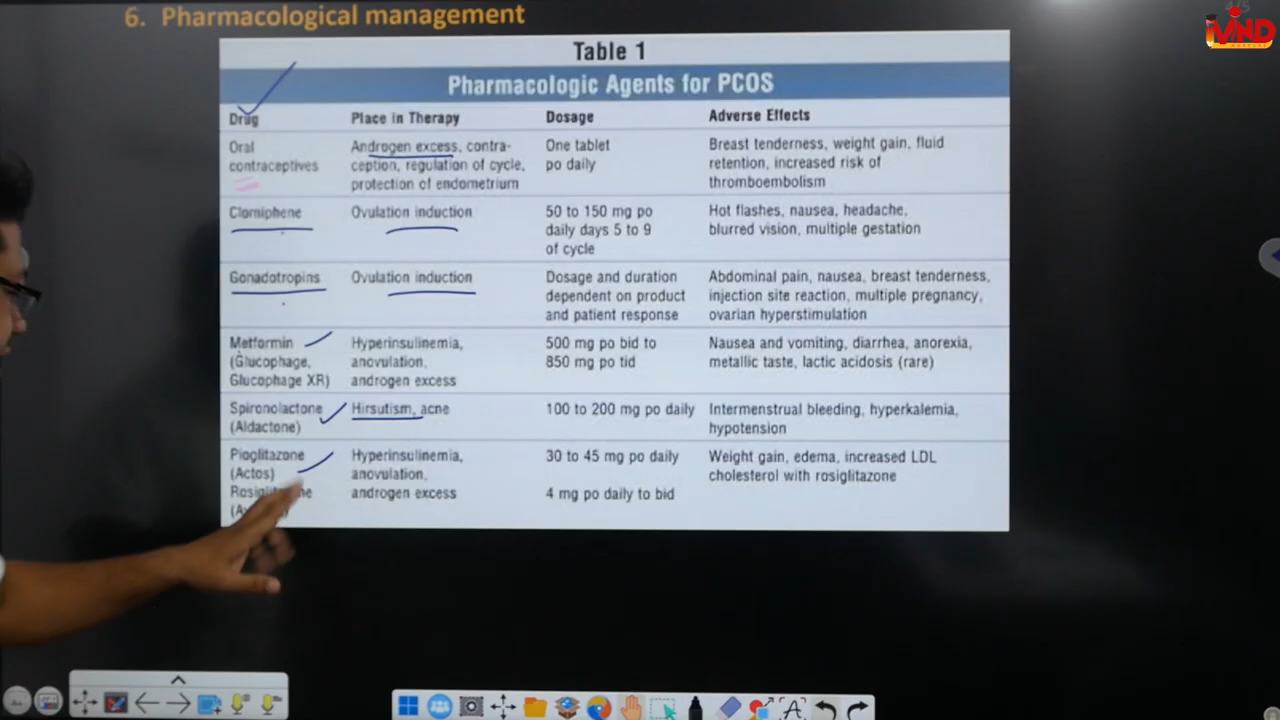 6. Pharmacological management
Table 1
Pharmacologic Agents for PCOS
Drug Place in Therapy Dosage Adverse Effects
Oral Androgen excess, contra- One tablet Breast tenderness, weight gain, fluid
contraceptives ception, regulation of cycle, po daily retention, increased risk of
protection of endometrium thromboembolism
Clomiphene Ovulation induction 50 to 150 mg po Hot flashes, nausea, headache,
daily days 5 to 9 blurred vision, multiple gestation
of cycle
Gonadotropins Ovulation induction Dosage and duration Abdominal pain, nausea, breast tenderness,
dependent on product injection site reaction, multiple pregnancy,
and patient response ovarian hyperstimulation
Metformin Hyperinsulinemia, 500 mg po bid to Nausea and vomiting, diarrhea, anorexia,
(Glucophage, anovulation, 850 mg po tid metallic taste, lactic acidosis (rare)
Glucophage XR) androgen excess
Spironolactone Hirsutism, acne 100 to 200 mg po daily Intermenstrual bleeding, hyperkalemia,
(Aldactone) hypotension
Pioglitazone Hyperinsulinemia, 30 to 45 mg po daily Weight gain, edema, increased LDL
(Actos) anovulation, cholesterol with rosiglitazone
androgen excess 4 mg po daily to bid